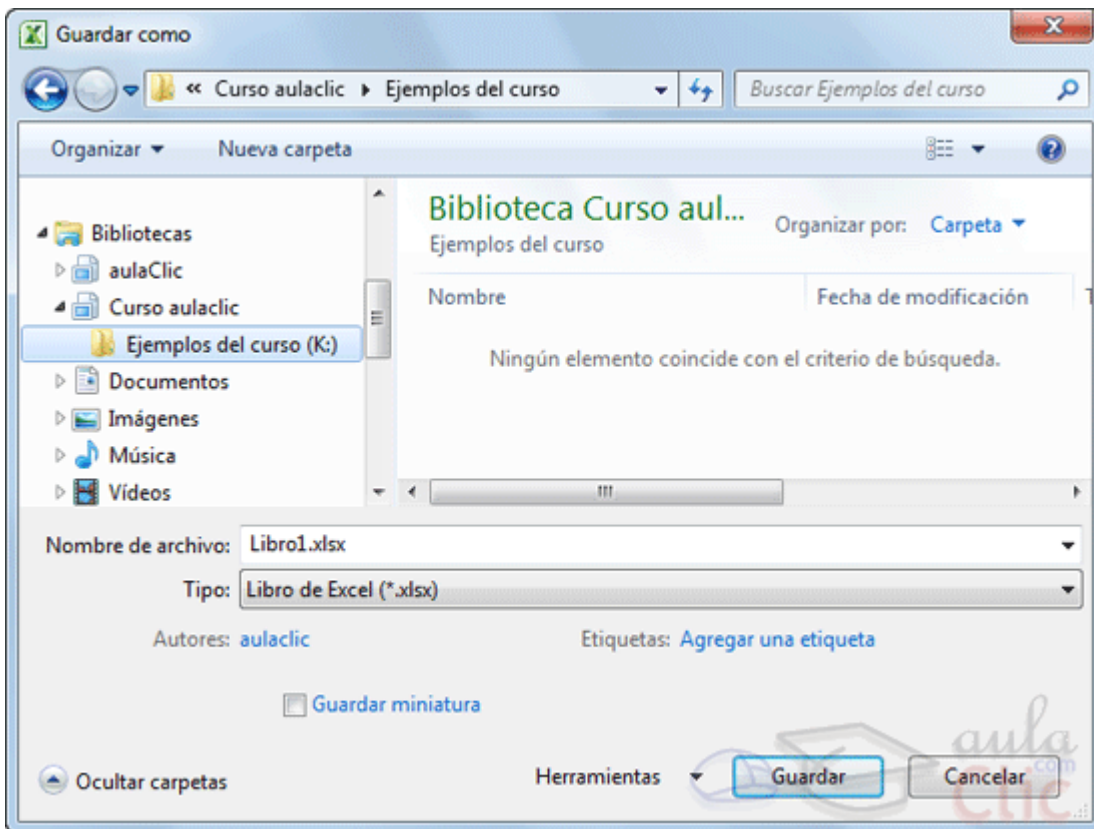 Guardar como
« Curso aulaclic ▸ Ejemplos del curso
Buscar Ejemplos del curso
Organizar
Nueva carpeta
Bibliotecas
aulaClic
Curso aulaclic
Ejemplos del curso (K:)
Documentos
Imágenes
Música
Vídeos
Biblioteca Curso aul...
Ejemplos del curso
Organizar por: Carpeta
Nombre Fecha de modificación T
Ningún elemento coincide con el criterio de búsqueda.
Nombre de archivo: Libro1.xlsx
Tipo: Libro de Excel (*.xlsx)
Autores: aulaclic Etiquetas: Agregar una etiqueta
Guardar miniatura
Ocultar carpetas Herramientas Guardar Cancelar
aula
.com
Clic